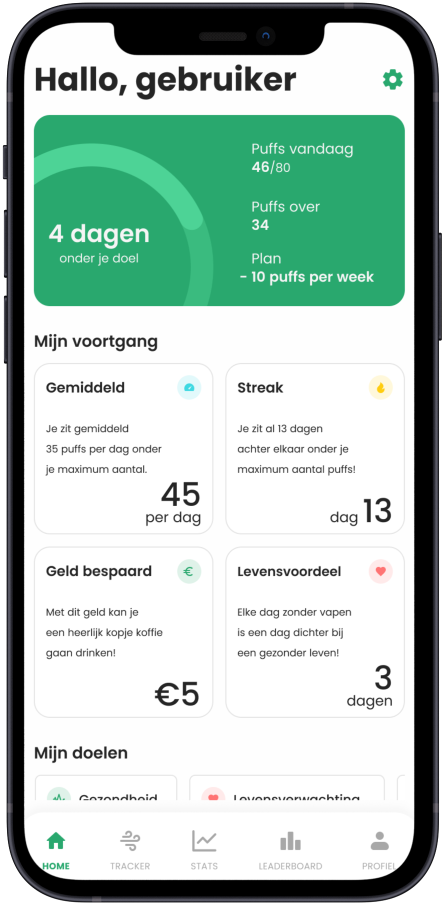 Hallo, gebruiker
4 dagen
onder je doel
Puffs vandaag
46/80
Puffs over
34
Plan
- 10 puffs per week
Mijn voortgang
Gemiddeld
Je zit gemiddeld
35 puffs per dag onder
je maximum aantal.
45
per dag
Streak
Je zit al 13 dagen
achter elkaar onder je
maximum aantal puffs!
dag 13
Geld bespaard
€
Met dit geld kan je
een heerlijk kopje koffie
gaan drinken!
€5
Levensvoordeel
Elke dag zonder vapen
is een dag dichter bij
een gezonder leven!
3
dagen
Mijn doelen
Gezondheid
Levensverwachting
HOME
TRACKER
STATS
LEADERBOARD
PROFIEL